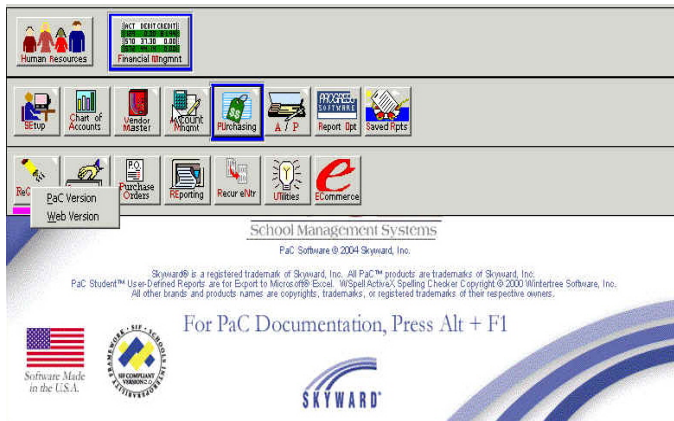 ACT DEBIT CREDIT
Human Resources
Financial Mngmnt
SEtup
Chart of
Accounts
Vendor
Master
Account
Mngmt
PUrchasing
A / P
PROGRESS
SOFTWARE
Report Opt
Saved Rpts
P.O.
Purchase
Orders
REporting
Recur eNtr
UTilities
ECommerce
PaC Version
Web Version
School Management Systems
PaC Software © 2004 Skyward, Inc.
Skyward® is a registered trademark of Skyward, Inc. All PaC™ products are trademarks of Skyward, Inc.
PaC Student™ User-Defined Reports are for Export to Microsoft® Excel. WSpell ActiveX Spelling Checker Copyright © 2000 Wintertree Software, Inc.
All other brands and products names are copyrights, trademarks, or registered trademarks of their respective owners.
For PaC Documentation, Press Alt + F1
Software Made
in the U.S.A.
SIF COMPLIANT
SKYWARD®